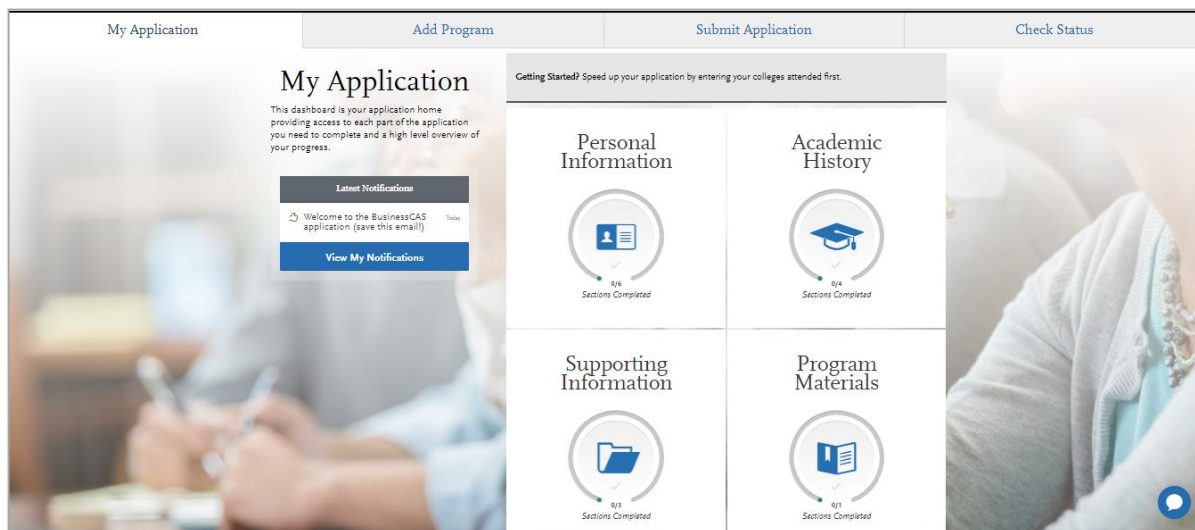 My Application
Add Program
Submit Application
Check Status
My Application
This dashboard is your application home
providing access to each part of the application
you need to complete and a high level overview of
your progress.
Latest Notifications
Welcome to the BusinessCAS
application (save this email!)
Today
View My Notifications
Getting Started? Speed up your application by entering your colleges attended first.
Personal
Information
0/6
Sections Completed
Academic
History
0/4
Sections Completed
Supporting
Information
0/3
Sections Completed
Program
Materials
0/1
Sections Completed